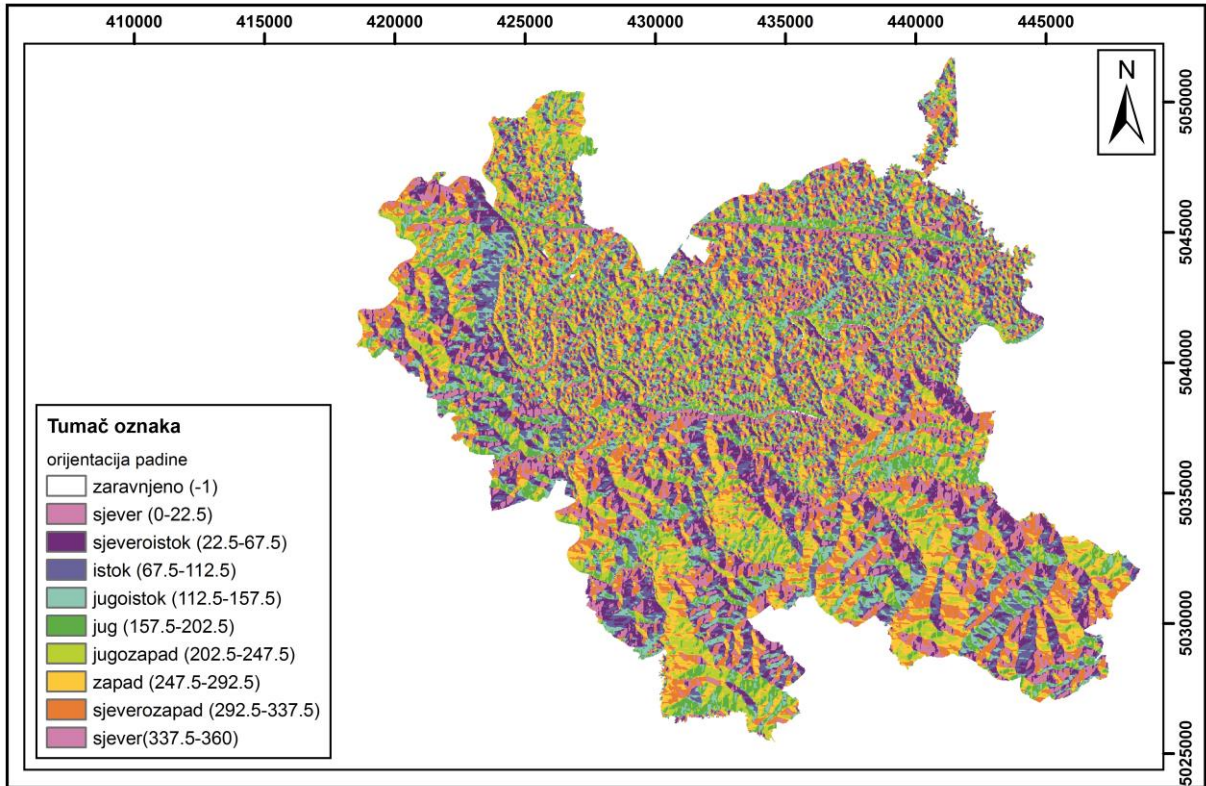 410000 415000 420000 425000 430000 435000 440000 445000
N
5050000
5045000
5040000
5035000
5030000
5025000
Tumač oznaka
orijentacija padine
zaravnjeno (-1)
sjever (0-22.5)
sjeveroistok (22.5-67.5)
istok (67.5-112.5)
jugoistok (112.5-157.5)
jug (157.5-202.5)
jugozapad (202.5-247.5)
zapad (247.5-292.5)
sjeverozapad (292.5-337.5)
sjever(337.5-360)